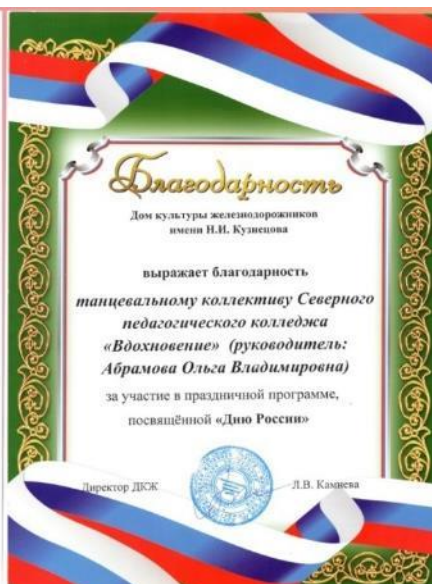 Благодарность
Дом культуры железнодорожников
имени Н.И. Кузнецова
выражает благодарность
танцевальному коллективу Северного
педагогического колледжа
«Вдохновение» (руководитель:
Абрамова Ольга Владимировна)
за участие в праздничной программе,
посвящённой «Дню России»
Директор ДКЖ Л.В. Камнева